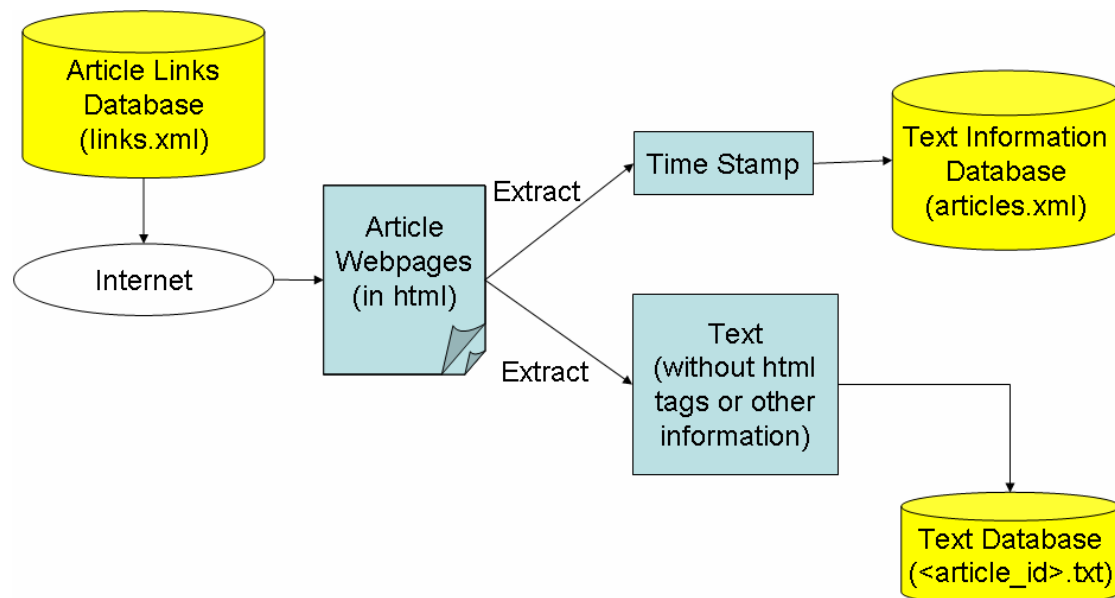 Article Links
Database
(links.xml)
Internet
Article
Webpages
(in html)
Extract
Extract
Time Stamp
Text Information
Database
(articles.xml)
Text
(without html
tags or other
information)
Text Database
(<article_id>.txt)